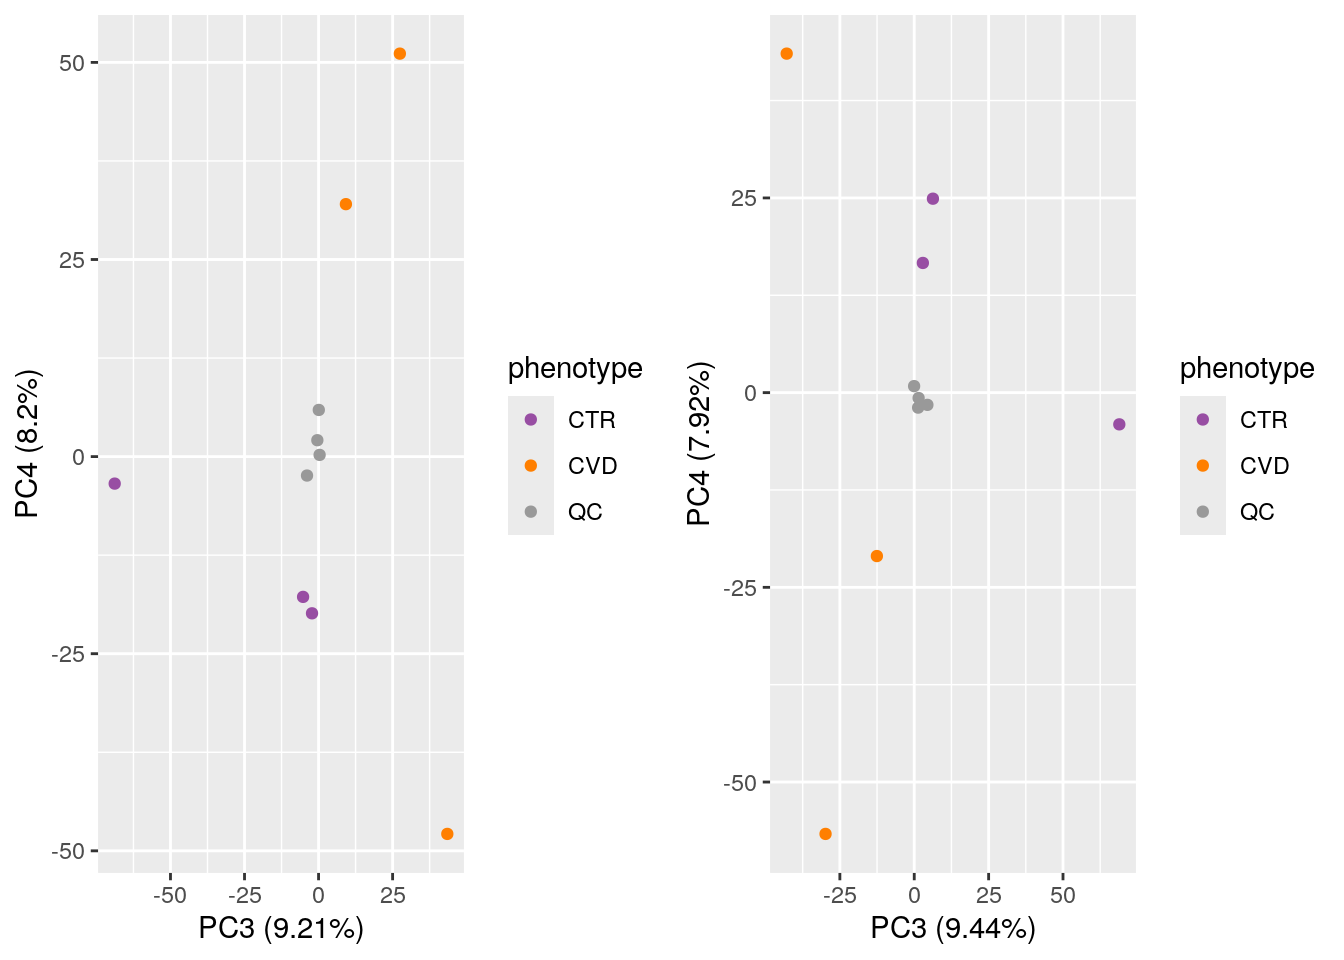 50
25
0
-25
-50
PC4 (8.2%)
-50 -25 0 25
PC3 (9.21%)
phenotype
CTR
CVD
QC
25
0
-25
-50
PC4 (7.92%)
-25 0 25 50
PC3 (9.44%)
phenotype
CTR
CVD
QC